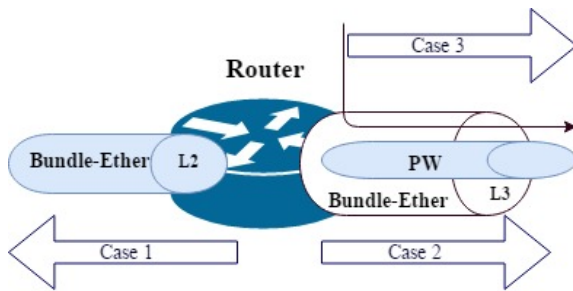 Case 3
Router
Bundle-Ether
L2
PW
Bundle-Ether
L3
Case 1
Case 2